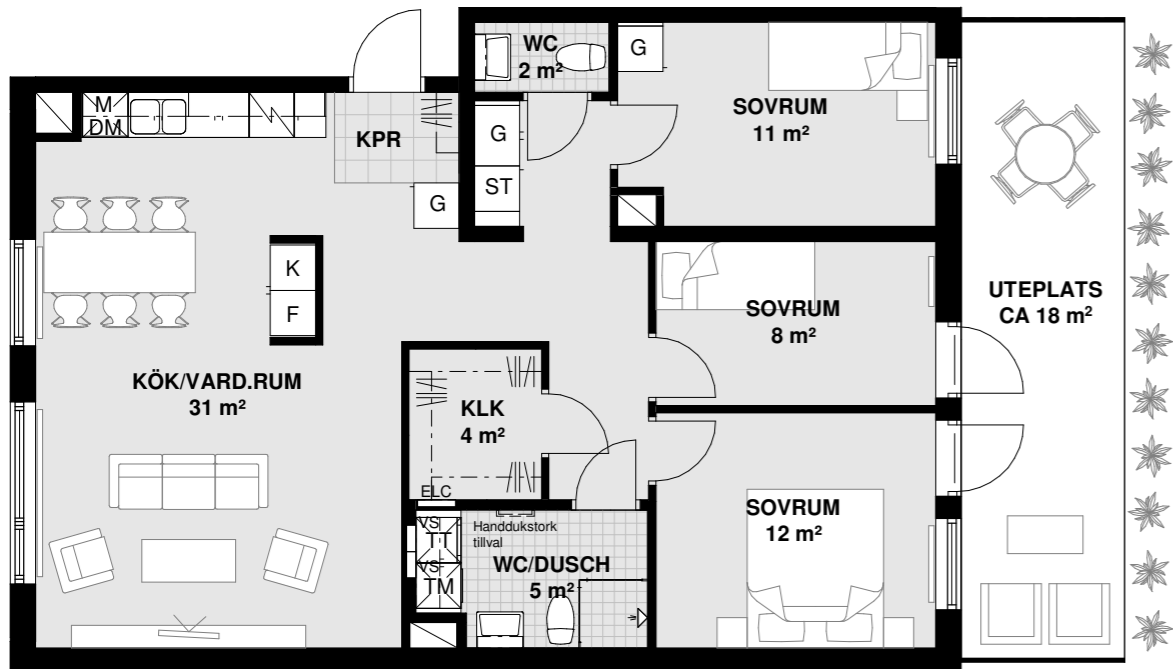 WC
2 m²
G
SOVRUM
11 m²
M
DM
KPR
G
ST
G
K
F
SOVRUM
8 m²
UTEPLATS
CA 18 m²
KÖK/VARD.RUM
31 m²
KLK
4 m²
ELC
VS
TT
VS
TM
Handdukstork
tillval
WC/DUSCH
5 m²
SOVRUM
12 m²